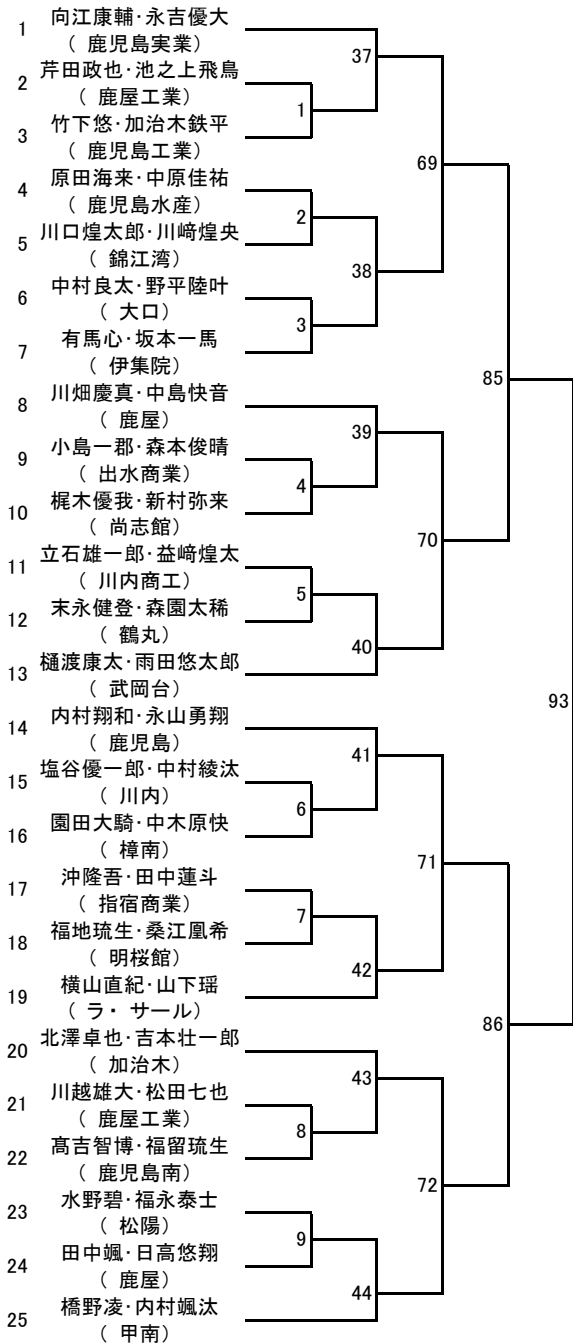 1 向江康輔・永吉優大
（ 鹿児島実業）
37
2 芹田政也・池之上飛鳥
（ 鹿屋工業）
1
3 竹下悠・加治木鉄平
（ 鹿児島工業）
69
4 原田海来・中原佳祐
（ 鹿児島水産）
2
5 川口煌太郎・川﨑煌央
（ 錦江湾）
38
6 中村良太・野平陸叶
（ 大口）
3
7 有馬心・坂本一馬
（ 伊集院）
85
8 川畑慶真・中島快音
（ 鹿屋）
39
9 小島一郡・森本俊晴
（ 出水商業）
4
10 梶木優我・新村弥来
（ 尚志館）
70
11 立石雄一郎・益﨑煌太
（ 川内商工）
5
12 末永健登・森園太稀
（ 鶴丸）
40
13 樋渡康太・雨田悠太郎
（ 武岡台）
93
14 内村翔和・永山勇翔
（ 鹿児島）
41
15 塩谷優一郎・中村綾汰
（ 川内）
6
16 園田大騎・中木原快
（ 樟南）
71
17 沖隆吾・田中蓮斗
（ 指宿商業）
7
18 福地琉生・桑江凰希
（ 明桜館）
42
19 横山直紀・山下瑶
（ ラ・ サール）
86
20 北澤卓也・吉本壮一郎
（ 加治木）
43
21 川越雄大・松田七也
（ 鹿屋工業）
8
22 髙吉智博・福留琉生
（ 鹿児島南）
72
23 水野碧・福永泰士
（ 松陽）
9
24 田中颯・日高悠翔
（ 鹿屋）
44
25 橋野凌・内村颯汰
（ 甲南）